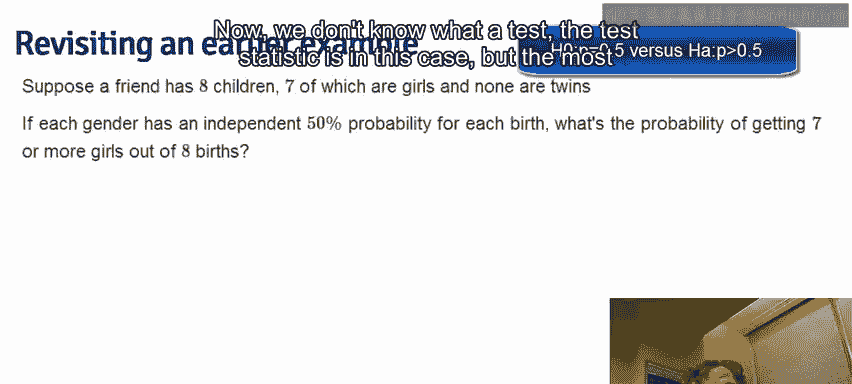 Now, we don't know what a test, the test
statistic is in this case, but the most
Revisiting an earlier example
H0:p=0.5 versus Ha:p>0.5
Suppose a friend has 8 children, 7 of which are girls and none are twins
If each gender has an independent 50% probability for each birth, what's the probability of getting 7
or more girls out of 8 births?